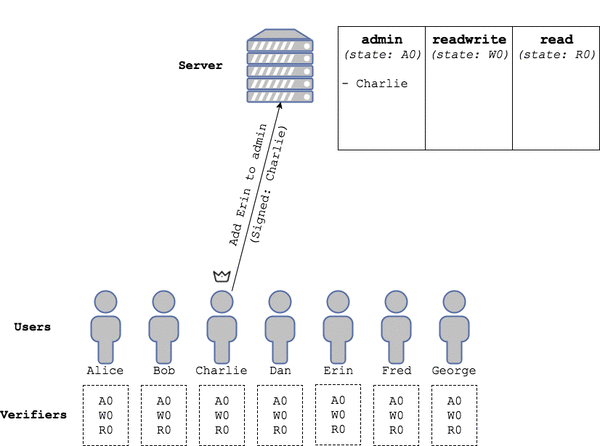 Server
admin readwrite read
(state: A0) (state: W0) (state: R0)
- Charlie
Add Erin to admin
(Signed: Charlie)
Users
Alice Bob Charlie Dan Erin Fred George
Verifiers
A0 A0 A0 A0 A0 A0 A0
W0 W0 W0 W0 W0 W0 W0
R0 R0 R0 R0 R0 R0 R0